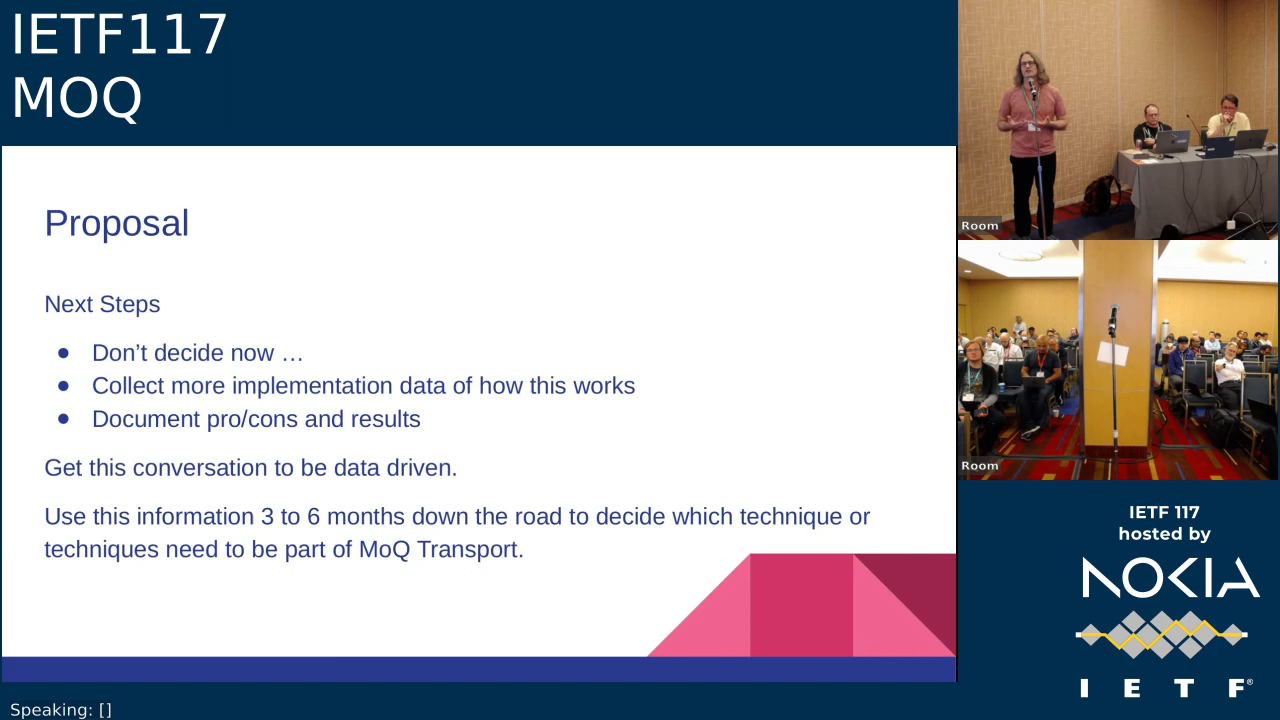 IETF117
MOQ
Proposal
Next Steps
● Don’t decide now …
● Collect more implementation data of how this works
● Document pro/cons and results
Get this conversation to be data driven.
Use this information 3 to 6 months down the road to decide which technique or
techniques need to be part of MoQ Transport.
Speaking: []
Room
Room
IETF 117
hosted by
NOKIA
I E T F®